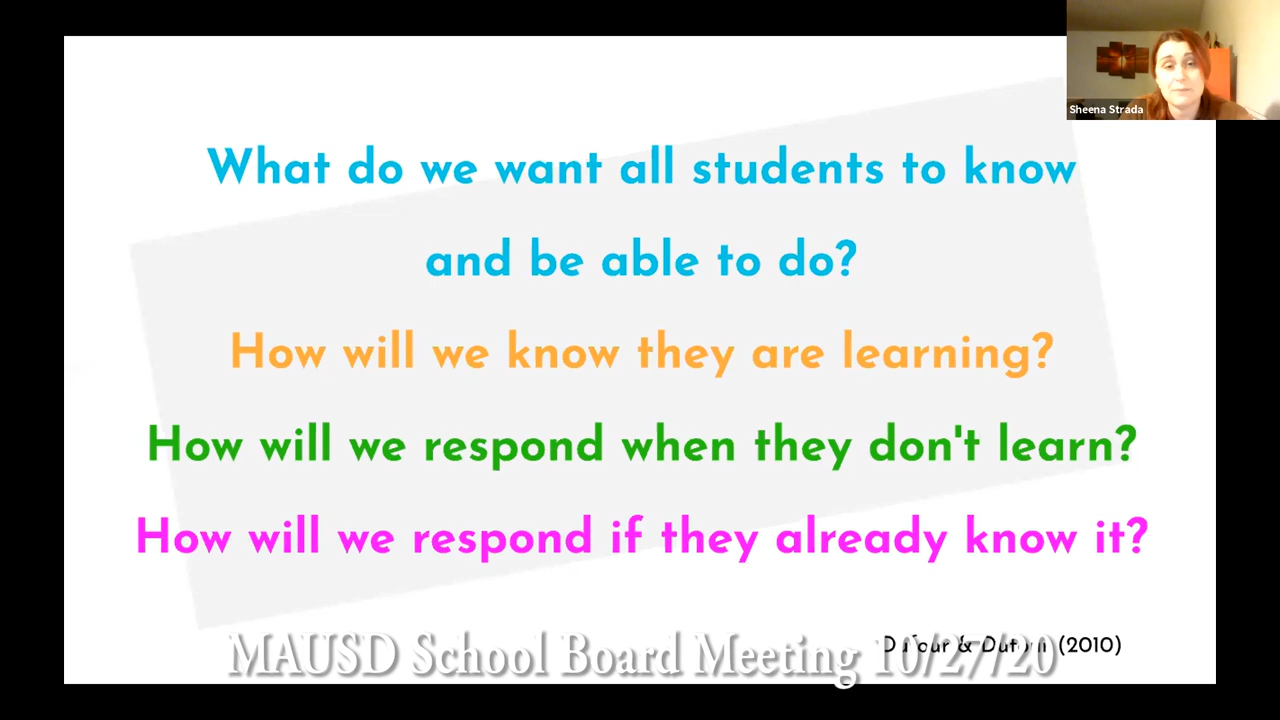 Sheena Strada
What do we want all students to know
and be able to do?
How will we know they are learning?
How will we respond when they don't learn?
How will we respond if they already know it?
Dufour & Dufour (2010)
MAUSD School Board Meeting 10/27/20